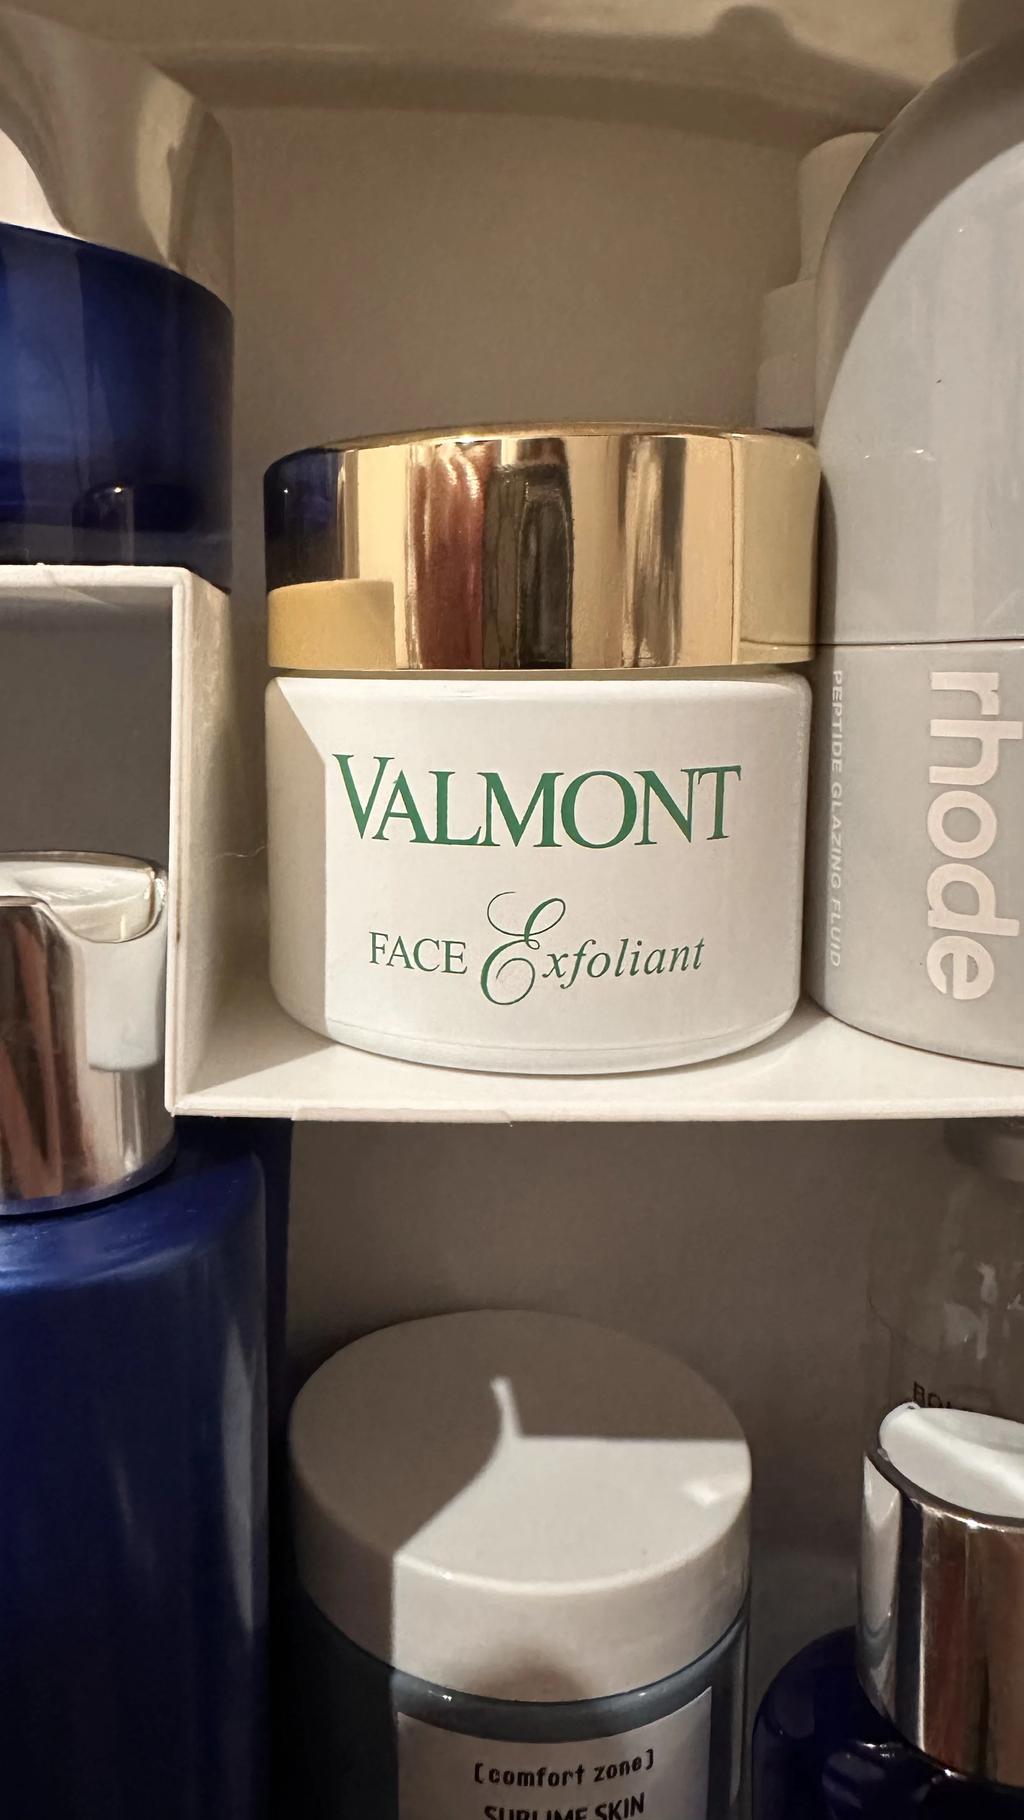 VALMONT
FACE Exfoliant
rhode
PEPTIDE GLAZING FLUID
[comfort zone]
SUBLIME SKIN